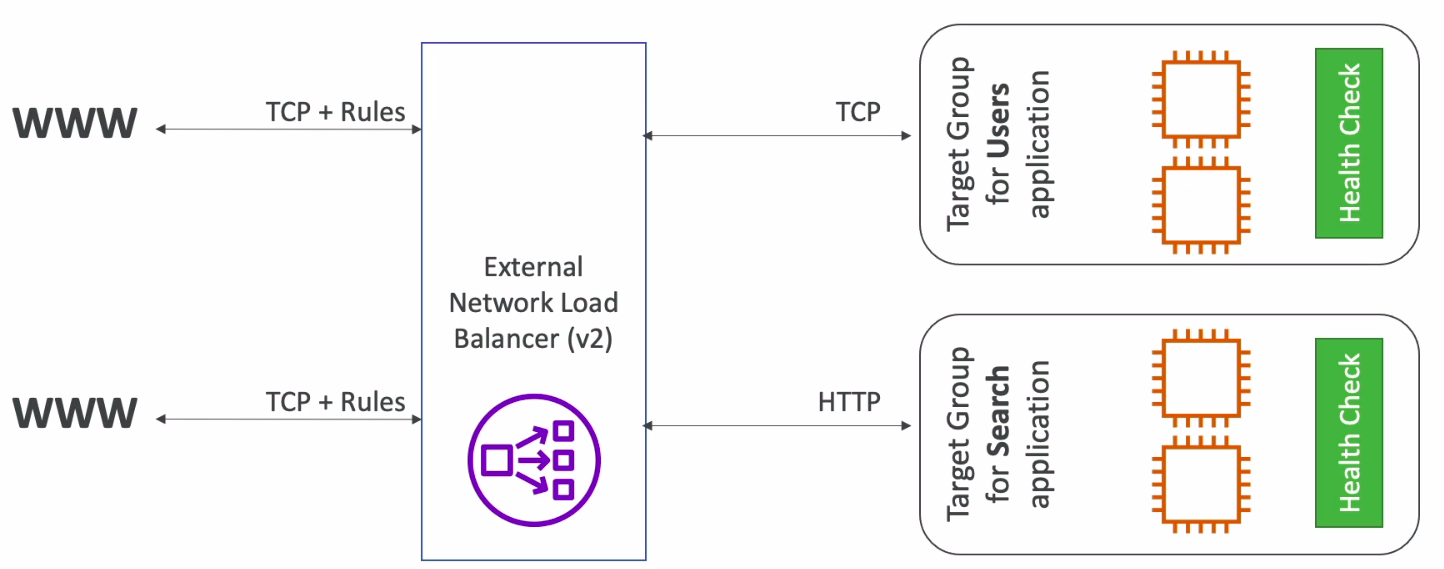 WWW
TCP + Rules
TCP
Target Group
for Users
application
Health Check
External
Network Load
Balancer (v2)
WWW
TCP + Rules
HTTP
Target Group
for Search
application
Health Check